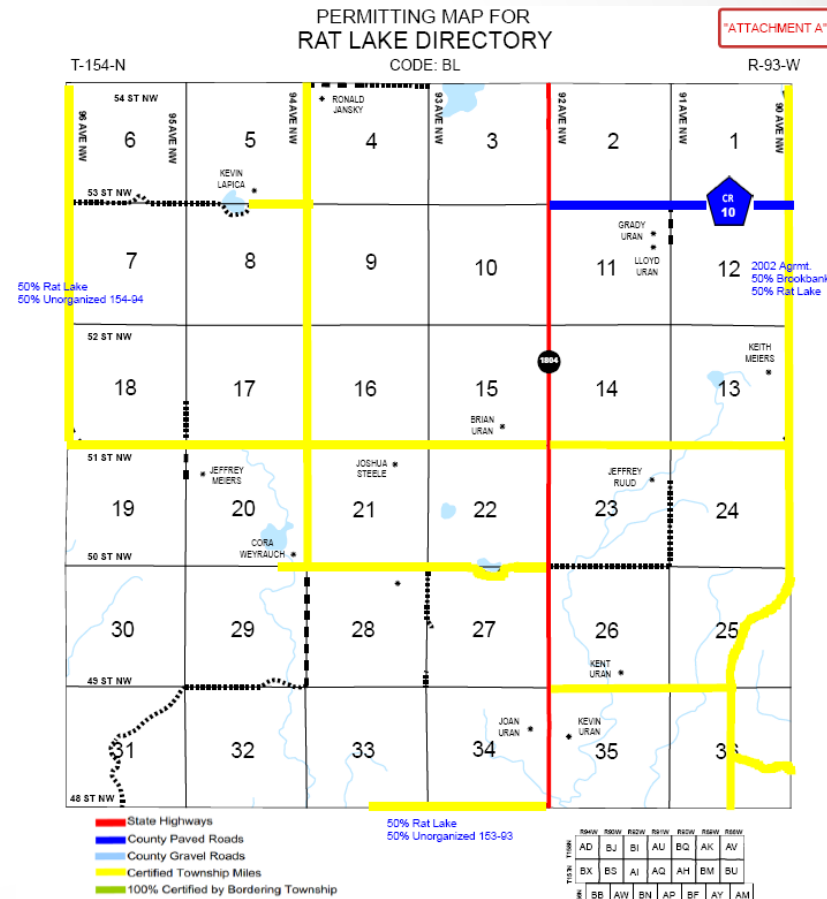 PERMITTING MAP FOR
RAT LAKE DIRECTORY
"ATTACHMENT A"
T-154-N
CODE: BL
R-93-W
54 ST NW
96 AVE NW
95 AVE NW
94 AVE NW
93 AVE NW
92 AVE NW
91 AVE NW
90 AVE NW
RONALD
JANSKY
6
5
4
3
2
1
KEVIN
LAPICA
53 ST NW
CR
10
GRADY
URAN
LLOYD
URAN
7
8
9
10
11
12
50% Rat Lake
50% Unorganized 154-94
2002 Agrmt.
50% Brookbank
50% Rat Lake
52 ST NW
1804
KEITH
MEIERS
18
17
16
15
14
13
BRIAN
URAN
51 ST NW
JEFFREY
MEIERS
JOSHUA
STEELE
JEFFREY
RUUD
19
20
21
22
23
24
CORA
WEYRAUCH
50 ST NW
30
29
28
27
26
25
KENT
URAN
49 ST NW
JOAN
URAN
KEVIN
URAN
31
32
33
34
35
36
48 ST NW
State Highways
County Paved Roads
County Gravel Roads
Certified Township Miles
100% Certified by Bordering Township
50% Rat Lake
50% Unorganized 153-93
AD BJ BI AU BQ AK AV
BX BS AI AQ AH BM BU
BB AW BN AP BF AY AM